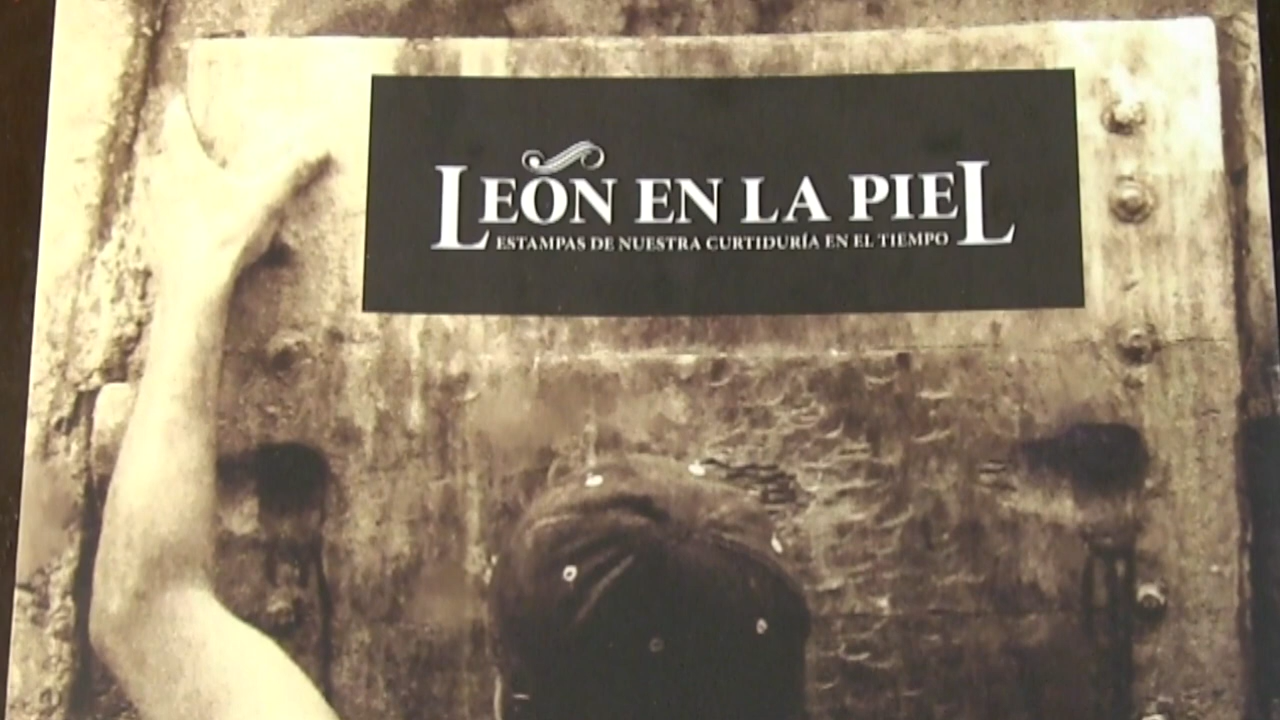 LEÓN EN LA PIEL
ESTAMPAS DE NUESTRA CURTIDURÍA EN EL TIEMPO